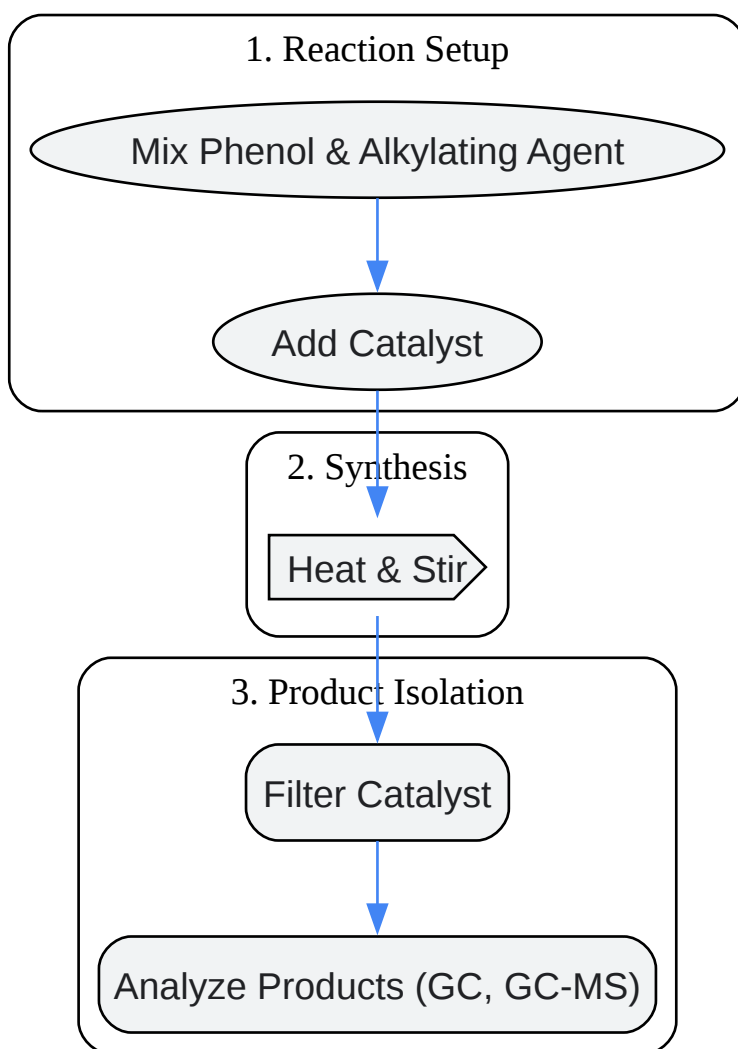 1. Reaction Setup
Mix Phenol & Alkylating Agent
Add Catalyst
2. Synthesis
Heat & Stir
3. Product Isolation
Filter Catalyst
Analyze Products (GC, GC-MS)